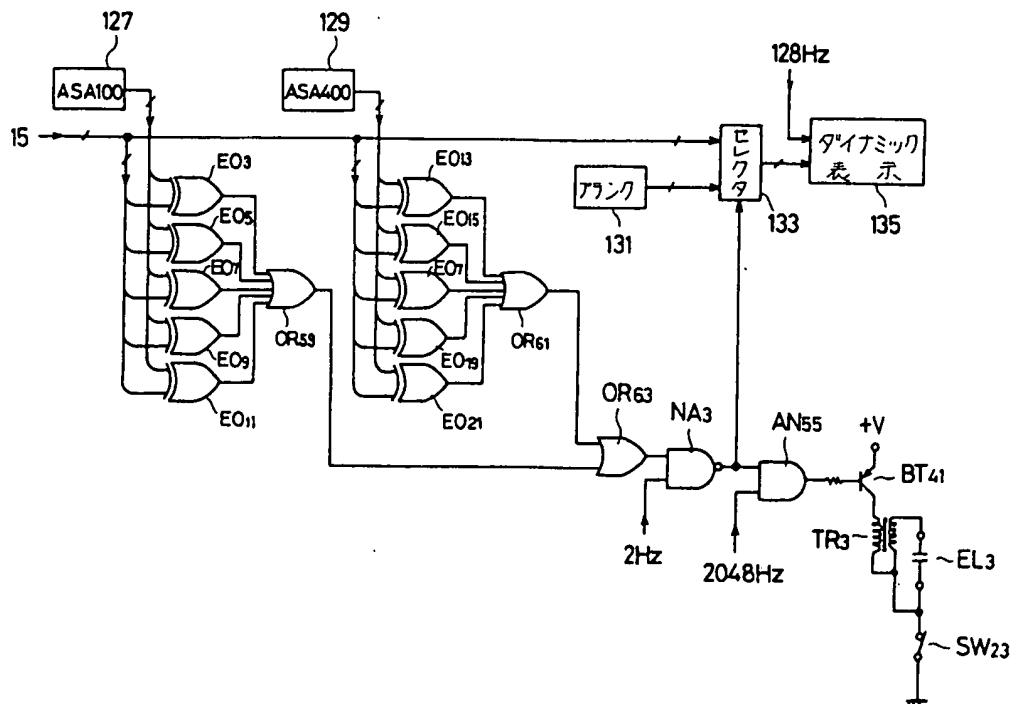 127
129
128Hz
ASA100
ASA400
15
セレクタ
ダイナミック
表示
ブランク
131
133
135
EO3
EO5
EO7
EO9
EO11
OR59
EO13
EO15
EO7
EO19
EO21
OR61
OR63
NA3
AN55
+V
BT41
2Hz
2048Hz
TR3
EL3
SW23